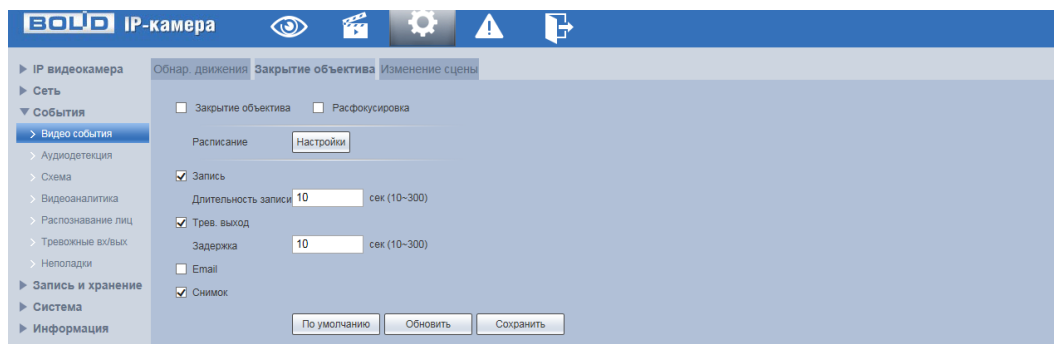 BOLID IP-камера
IP видеокамера
Сеть
События
Видео события
Аудиодетекция
Схема
Видеоаналитика
Распознавание лиц
Тревожные вх/вых
Неполадки
Запись и хранение
Система
Информация
Обнар. движения Закрытие объектива Изменение сцены
Закрытие объектива Расфокусировка
Расписание Настройки
Запись
Длительность записи 10 сек (10~300)
Трев. выход
Задержка 10 сек (10~300)
Email
Снимок
По умолчанию Обновить Сохранить